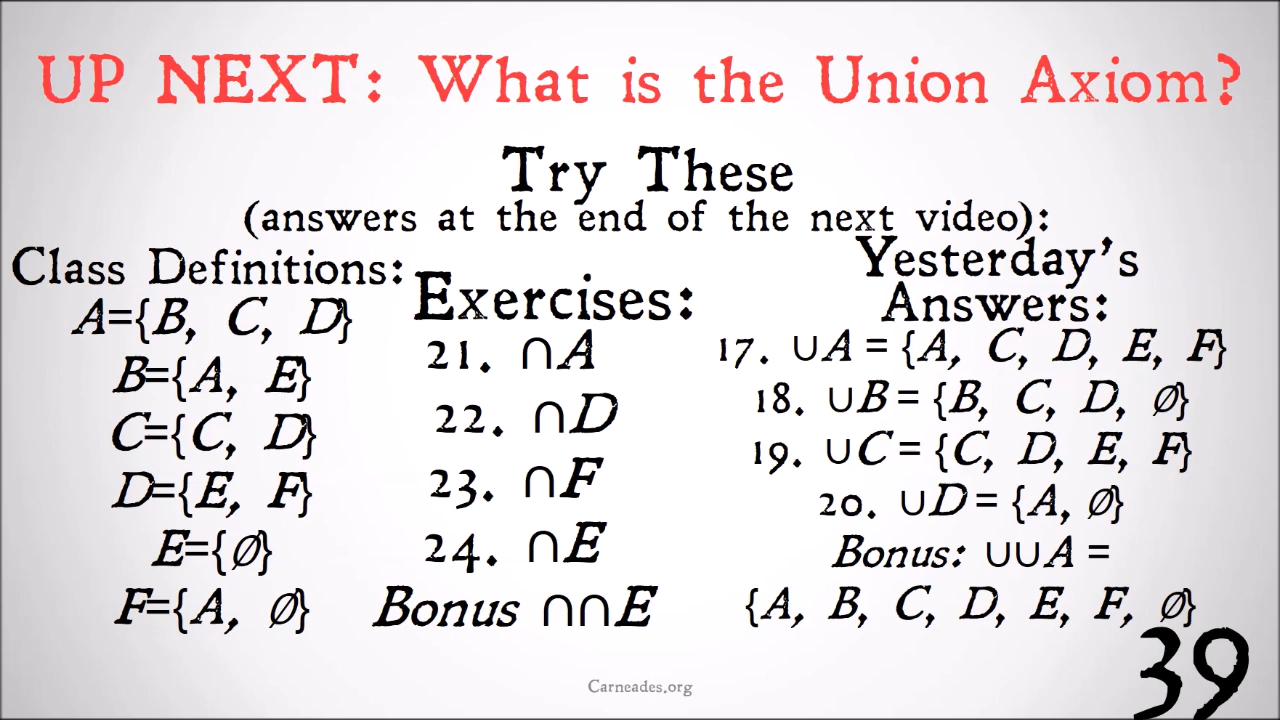 UP NEXT: What is the Union Axiom?
Try These
(answers at the end of the next video):
Class Definitions:
A={B, C, D}
B={A, E}
C={C, D}
D={E, F}
E={∅}
F={A, ∅}
Exercises:
21. ∩A
22. ∩D
23. ∩F
24. ∩E
Bonus ∩∩E
Yesterday's
Answers:
17. ∪A = {A, C, D, E, F}
18. ∪B = {B, C, D, ∅}
19. ∪C = {C, D, E, F}
20. ∪D = {A, ∅}
Bonus: ∪∪A =
{A, B, C, D, E, F, ∅}
39
Carneades.org